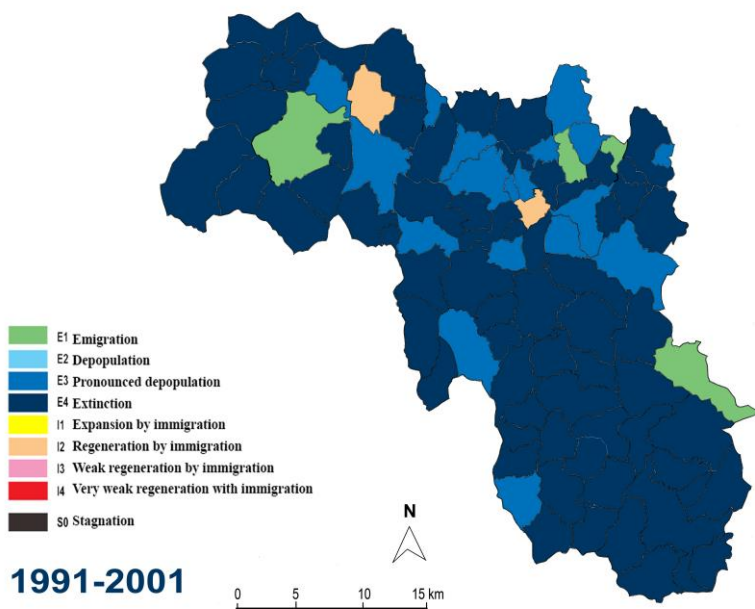 E1 Emigration
E2 Depopulation
E3 Pronounced depopulation
E4 Extinction
I1 Expansion by immigration
I2 Regeneration by immigration
I3 Weak regeneration by immigration
I4 Very weak regeneration with immigration
S0 Stagnation
N
1991-2001
0 5 10 15 km